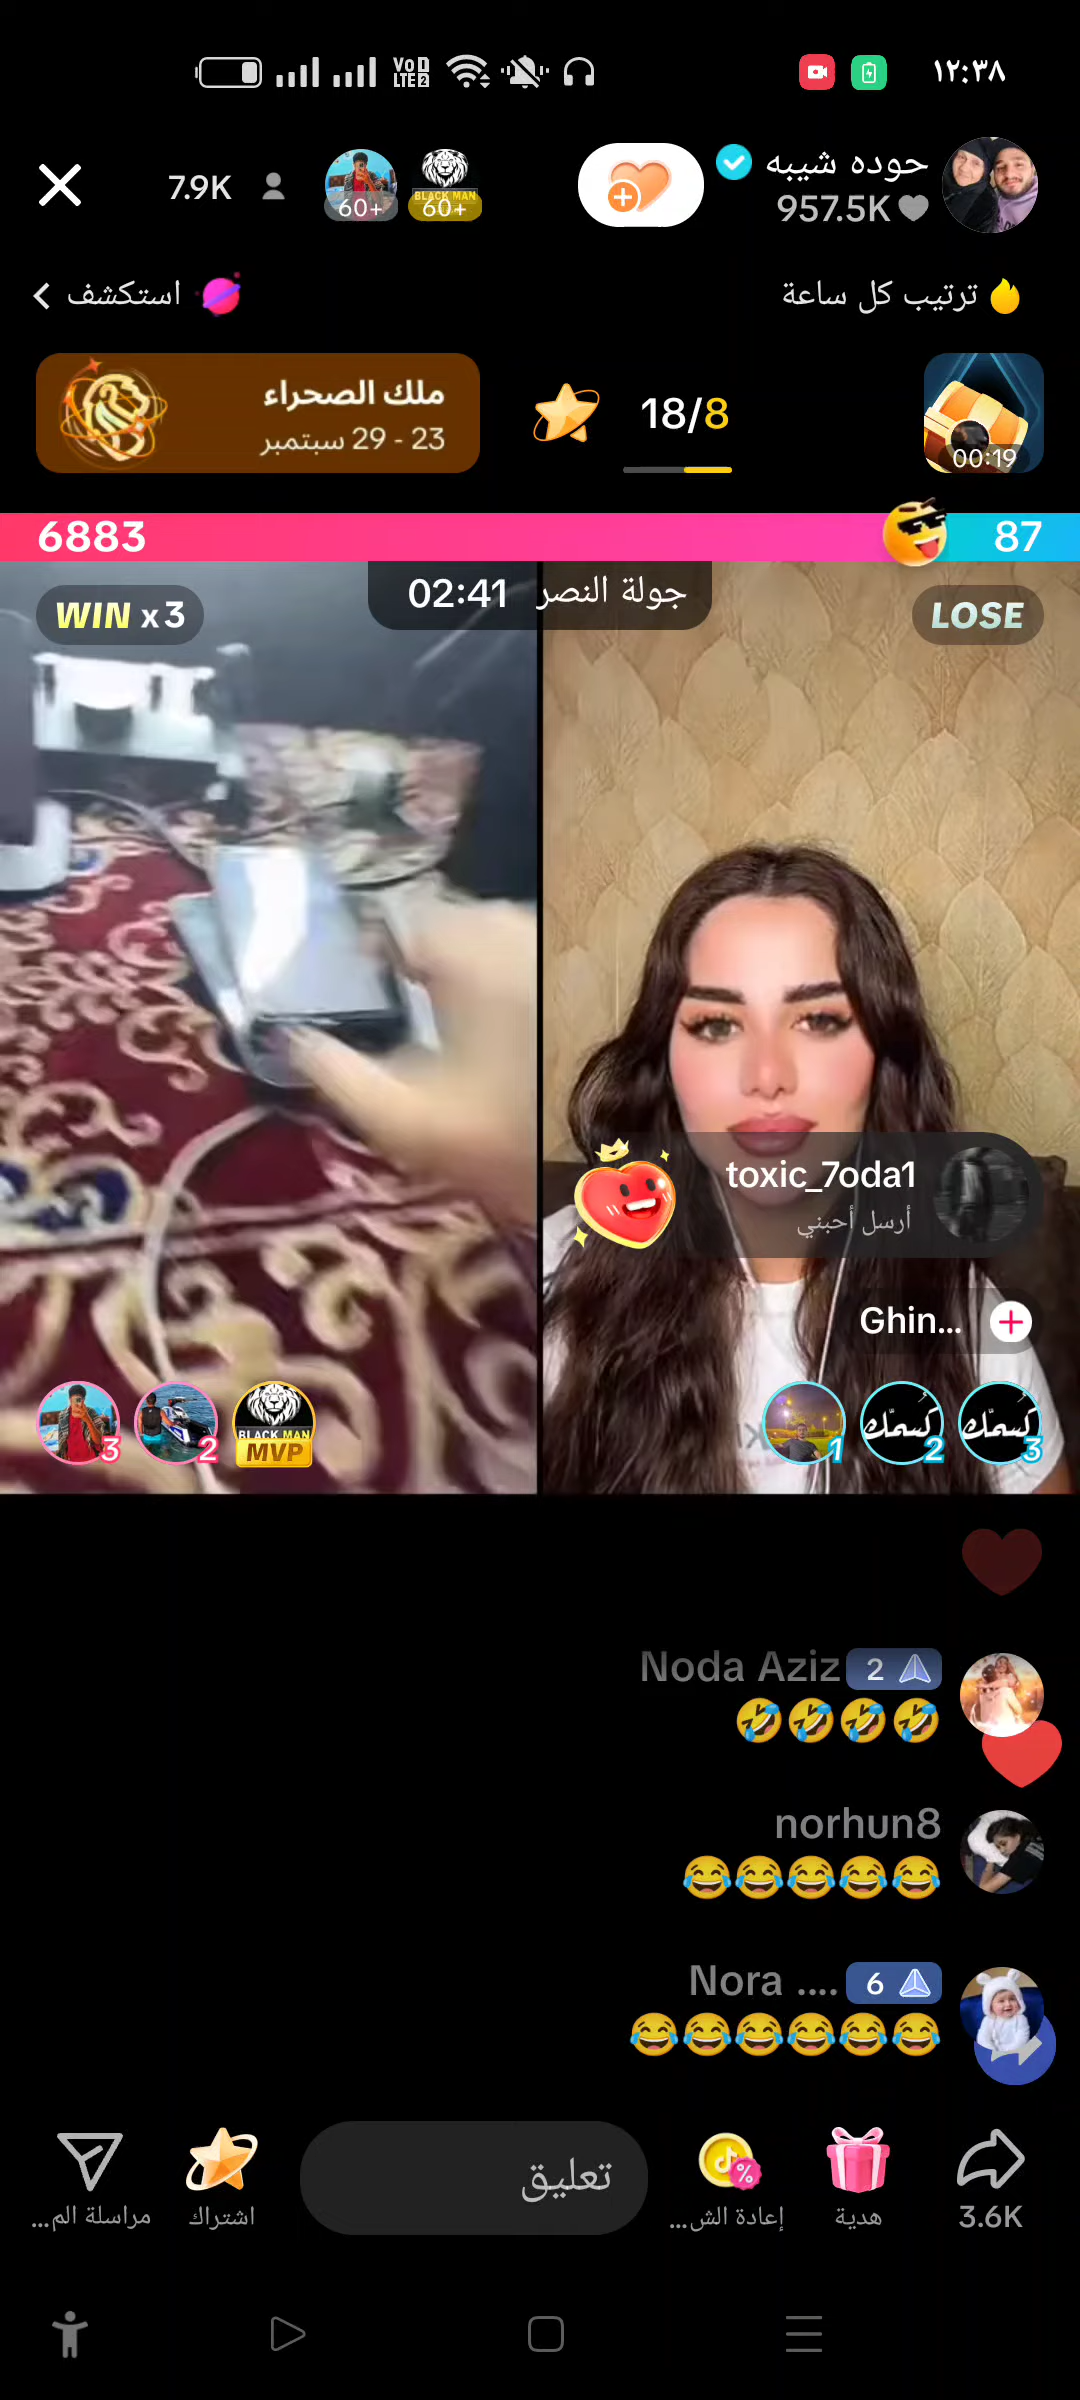 VoLTE 1 2
١٢:٣٨
حوده شيبه
957.5K
60+
BLACK MAN
60+
7.9K
ترتيب كل ساعة
استكشف
ملك الصحراء
23 - 29 سبتمبر
18/8
00:19
6883
87
WIN x3
جولة النصر 02:41
LOSE
toxic_7oda1
أرسل أحبني
Ghin...
3
2
BLACK MAN
MVP
1
2
3
Noda Aziz 2
🤣🤣🤣🤣
norhun8
😂😂😂😂😂
Nora .... 6
😂😂😂😂😂😂
تعليق
3.6K
هدية
إعادة الش...
اشتراك
مراسلة الم...